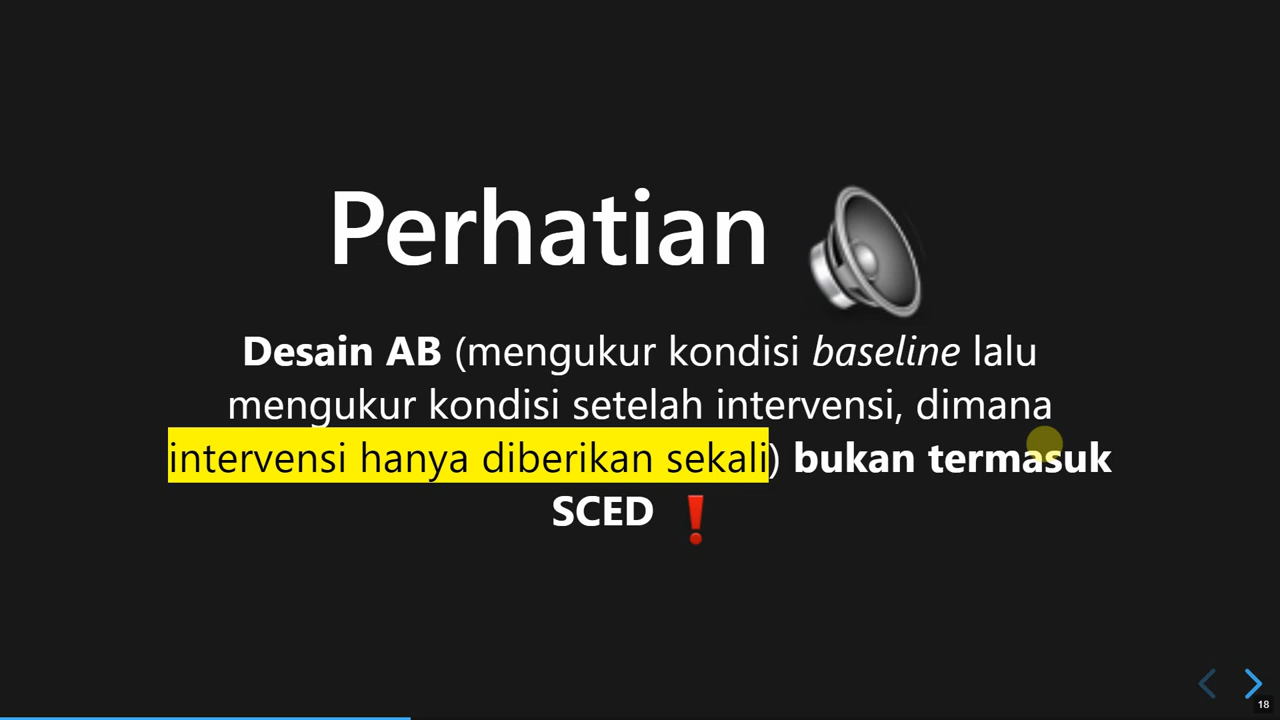 Perhatian
Desain AB (mengukur kondisi baseline lalu
mengukur kondisi setelah intervensi, dimana
intervensi hanya diberikan sekali) bukan termasuk
SCED ❗
18